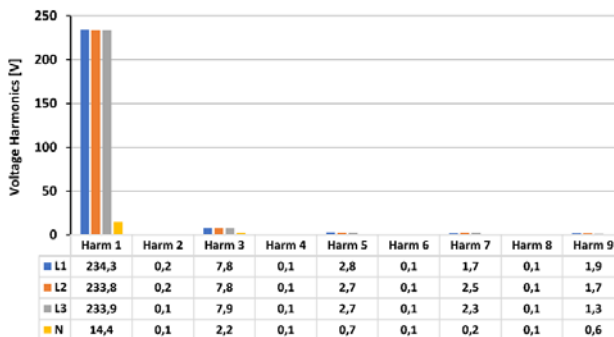 Voltage Harmonics [V]
250
200
150
100
50
0
Harm 1 Harm 2 Harm 3 Harm 4 Harm 5 Harm 6 Harm 7 Harm 8 Harm 9
L1 234,3 0,2 7,8 0,1 2,8 0,1 1,7 0,1 1,9
L2 233,8 0,2 7,8 0,1 2,7 0,1 2,5 0,1 1,7
L3 233,9 0,1 7,9 0,1 2,7 0,1 2,3 0,1 1,3
N 14,4 0,1 2,2 0,1 0,7 0,1 0,2 0,1 0,6